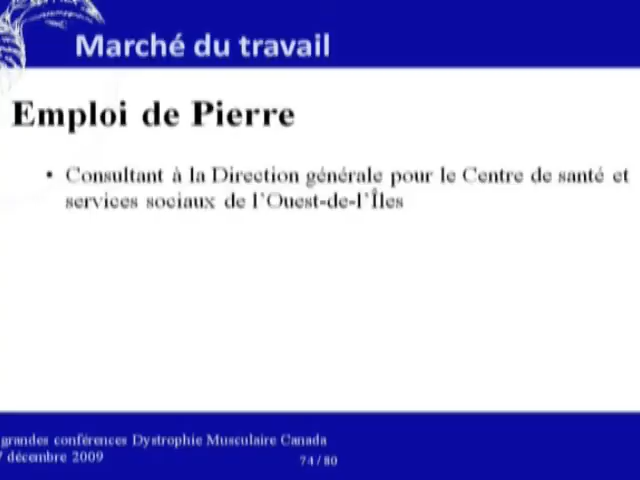 Marché du travail
Emploi de Pierre
• Consultant à la Direction générale pour le Centre de santé et
services sociaux de l'Ouest-de-l'Îles
grandes conférences Dystrophie Musculaire Canada
7 décembre 2009
74 / 80